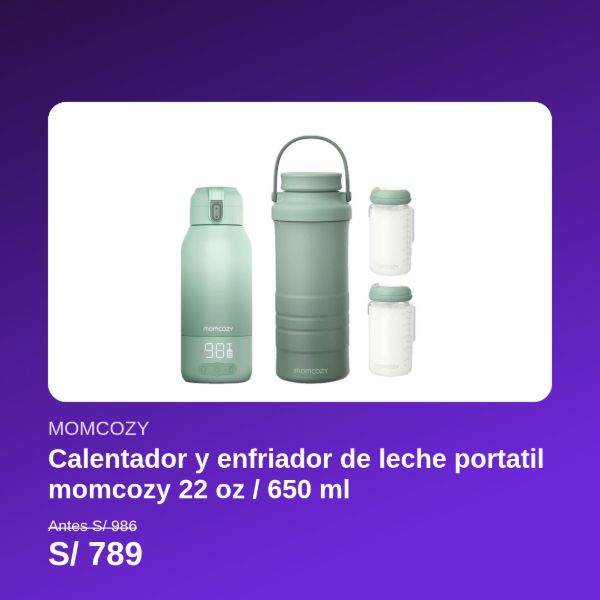 momcozy
98°F
momcozy
MOMCOZY
Calentador y enfriador de leche portatil
momcozy 22 oz / 650 ml
Antes S/ 986
S/ 789